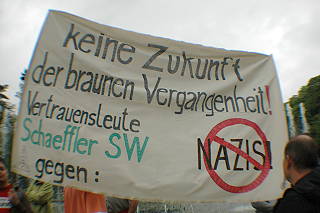 keine Zukunft
der braunen Vergangenheit!
Vertrauensleute
Schaeffler SW
gegen:
NAZIS!